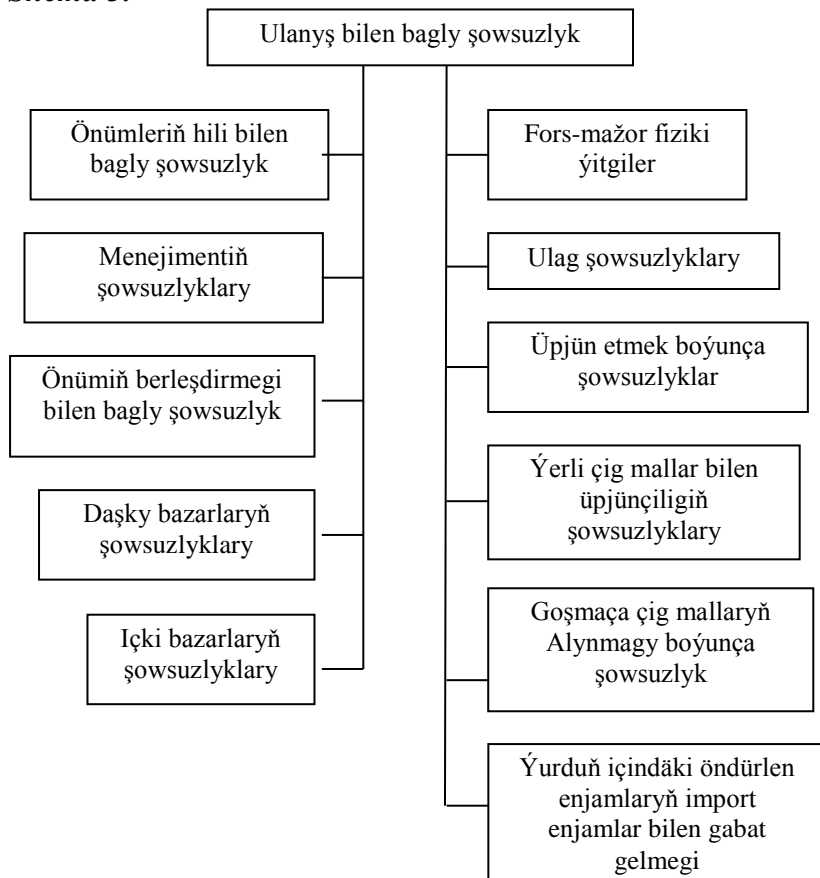 Ulanyş bilen bagly şowsuzlyk
Önümleriň hili bilen
bagly şowsuzlyk
Menejimentiň
şowsuzlyklary
Önümiň berleşdirmegi
bilen bagly şowsuzlyk
Daşky bazarlaryň
şowsuzlyklary
Içki bazarlaryň
şowsuzlyklary
Fors-mažor fiziki
ýitgiler
Ulag şowsuzlyklary
Üpjün etmek boýunça
şowsuzlyklar
Ýerli çig mallar bilen
üpjünçiligiň
şowsuzlyklary
Goşmaça çig mallaryň
Alynmagy boýunça
şowsuzlyk
Ýurduň içindäki öndürlen
enjamlaryň import
enjamlar bilen gabat
gelmegi